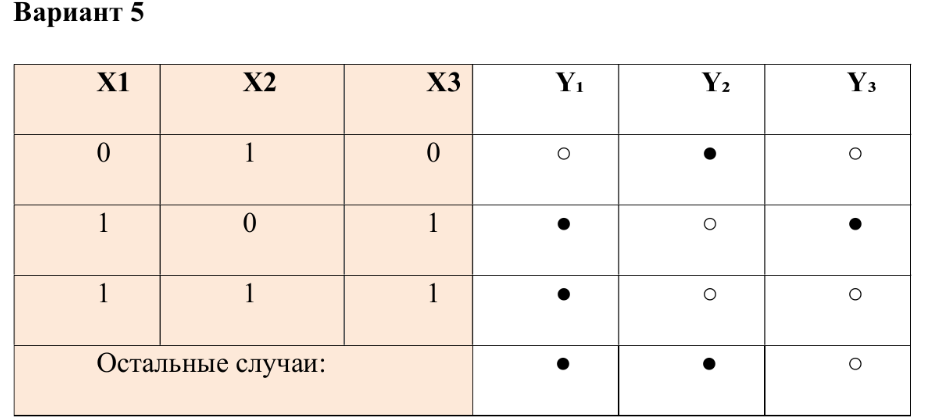 Вариант 5
X1 X2 X3 Y₁ Y₂ Y₃
0 1 0 ○ ● ○
1 0 1 ● ○ ●
1 1 1 ● ○ ○
Остальные случаи: ● ● ○